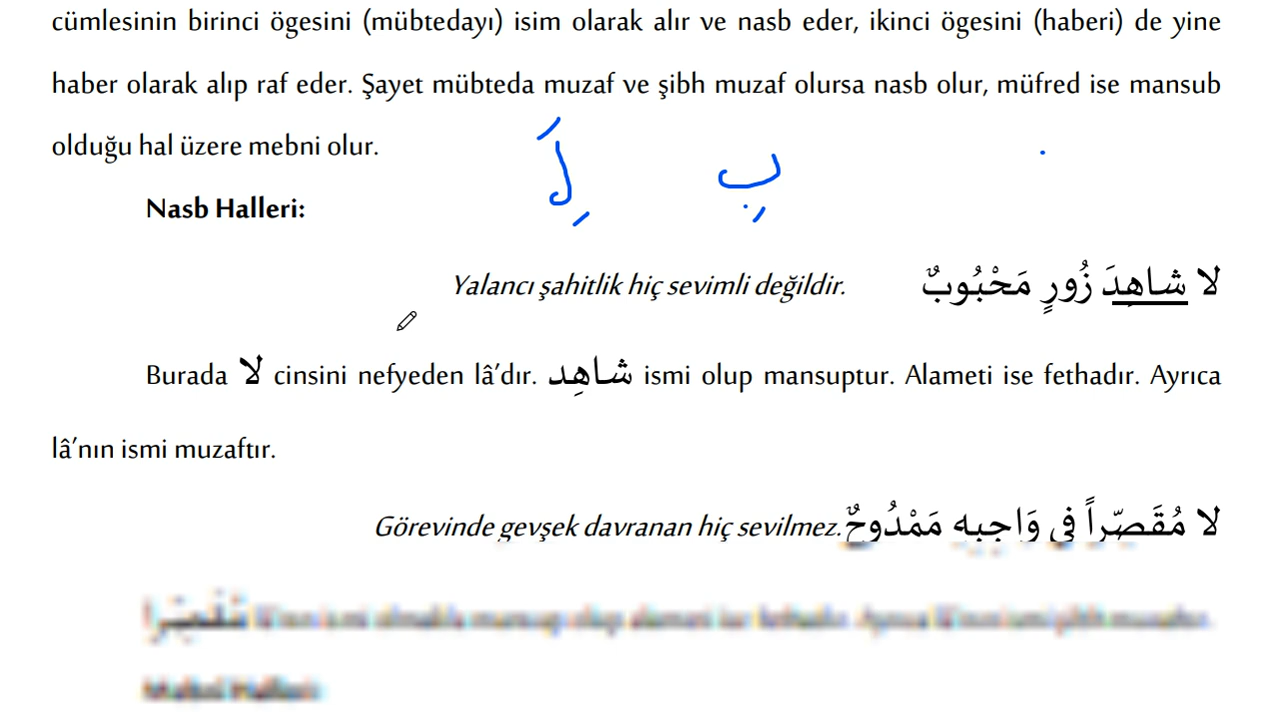 cümlesinin birinci ögesini (mübtedayı) isim olarak alır ve nasb eder, ikinci ögesini (haberi) de yine
haber olarak alıp raf eder. Şayet mübteda muzaf ve şibh muzaf olursa nasb olur, müfred ise mansub
olduğu hal üzere mebni olur.
لَ بِ
Nasb Halleri:
Yalancı şahitlik hiç sevimli değildir. لا شاهِدَ زُورٍ مَحْبُوبٌ
Burada لا cinsini nefyeden lâ’dır. شاهِد ismi olup mansuptur. Alameti ise fethadır. Ayrıca
lâ’nın ismi muzaftır.
Görevinde gevşek davranan hiç sevilmez. لا مُقَصِّراً فى وَاجِبِه مَمْدُوحٌ